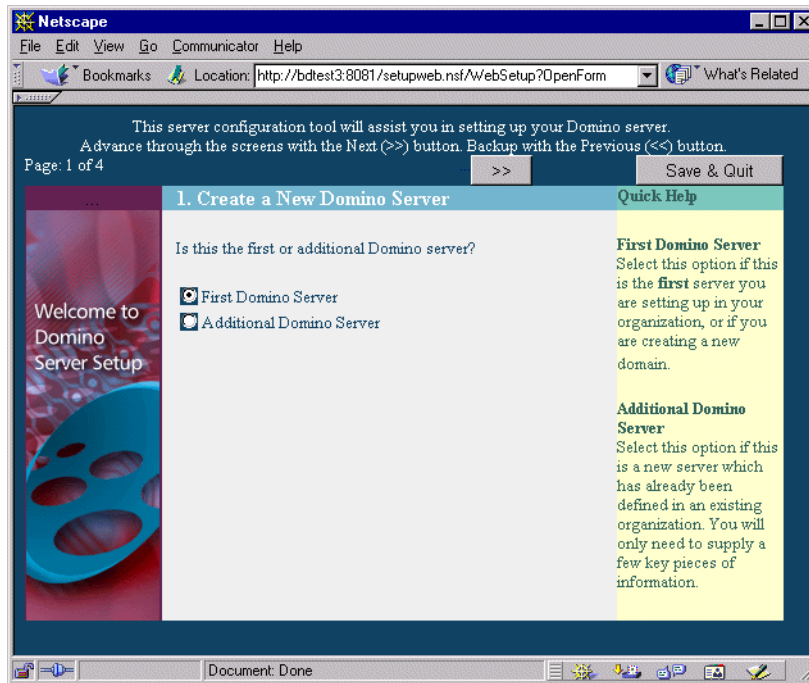 Netscape
File Edit View Go Communicator Help
Bookmarks Location: http://bdtest3:8081/setupweb.nsf/WebSetup?OpenForm What's Related
This server configuration tool will assist you in setting up your Domino server.
Advance through the screens with the Next (>>) button. Backup with the Previous (<<) button.
Page: 1 of 4
... >> Save & Quit
...
1. Create a New Domino Server
Is this the first or additional Domino server?
First Domino Server
Additional Domino Server
Welcome to
Domino
Server Setup
Quick Help
First Domino Server
Select this option if this
is the first server you
are setting up in your
organization, or if you
are creating a new
domain.
Additional Domino
Server
Select this option if this
is a new server which
has already been
defined in an existing
organization. You will
only need to supply a
few key pieces of
information.
Document: Done